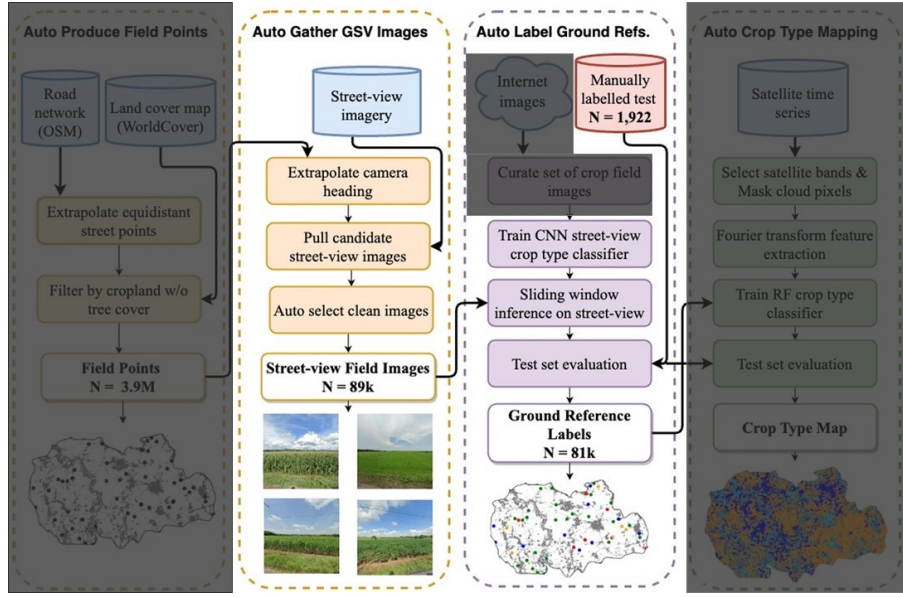 Auto Produce Field Points
Road
network
(OSM)
Land cover map
(WorldCover)
Extrapolate equidistant
street points
Filter by cropland w/o
tree cover
Field Points
N = 3.9M
Auto Gather GSV Images
Street-view
imagery
Extrapolate camera
heading
Pull candidate
street-view images
Auto select clean images
Street-view Field Images
N = 89k
Auto Label Ground Refs.
Internet
images
Manually
labelled test
N = 1,922
Curate set of crop field
images
Train CNN street-view
crop type classifier
Sliding window
inference on street-view
Test set evaluation
Ground Reference
Labels
N = 81k
Auto Crop Type Mapping
Satellite time
series
Select satellite bands &
Mask cloud pixels
Fourier transform feature
extraction
Train RF crop type
classifier
Test set evaluation
Crop Type Map